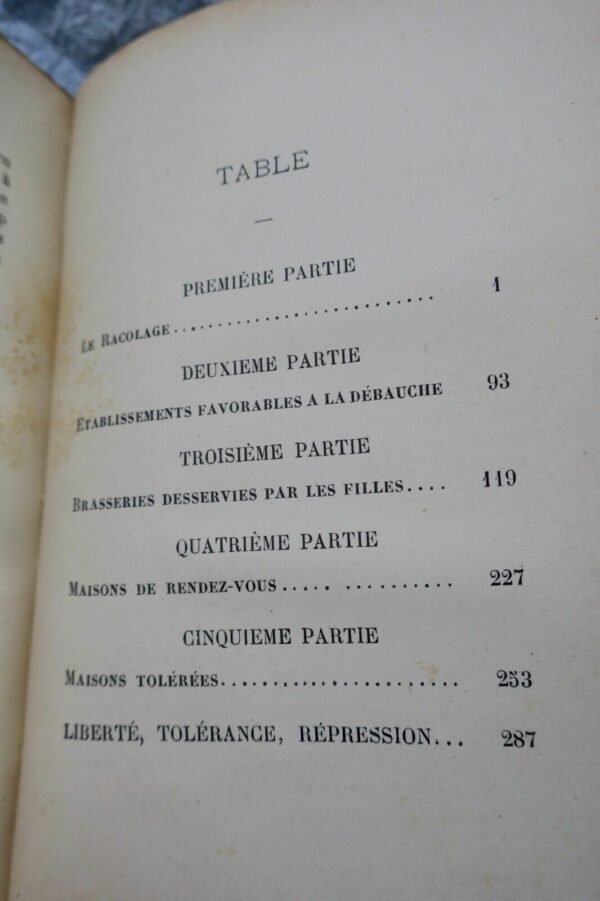 TABLE
—
PREMIÈRE PARTIE
LE RACOLAGE........................... 1
DEUXIEME PARTIE
ETABLISSEMENTS FAVORABLES A LA DÉBAUCHE 93
TROISIÈME PARTIE
BRASSERIES DESSERVIES PAR LES FILLES.... 119
QUATRIÈME PARTIE
MAISONS DE RENDEZ-VOUS..... .......... 227
CINQUIEME PARTIE
MAISONS TOLÉRÉES........................ 253
LIBERTÉ, TOLÉRANCE, RÉPRESSION... 287